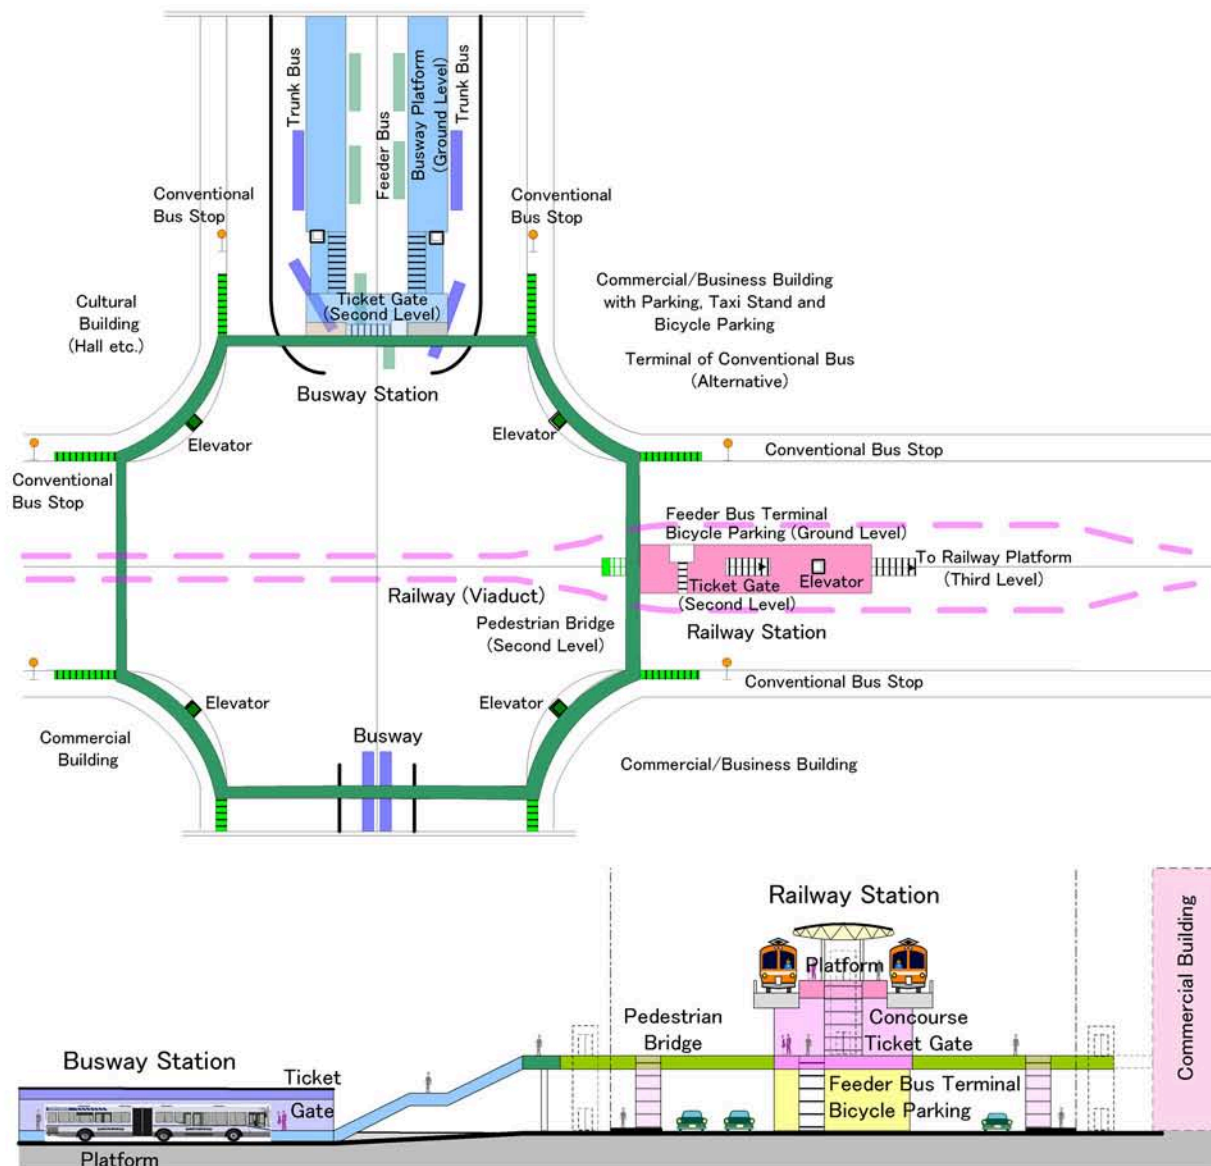 Trunk Bus
Feeder Bus
Busway Platform
(Ground Level)
Trunk Bus
Conventional
Bus Stop
Conventional
Bus Stop
Cultural
Building
(Hall etc.)
Ticket Gate
(Second Level)
Commercial/Business Building
with Parking, Taxi Stand and
Bicycle Parking
Terminal of Conventional Bus
(Alternative)
Busway Station
Elevator
Elevator
Conventional Bus Stop
Conventional
Bus Stop
Feeder Bus Terminal
Bicycle Parking (Ground Level)
To Railway Platform
(Third Level)
Ticket Gate
(Second Level)
Elevator
Railway (Viaduct)
Pedestrian Bridge
(Second Level)
Railway Station
Conventional Bus Stop
Elevator
Elevator
Commercial
Building
Busway
Commercial/Business Building
Railway Station
Platform
Commercial Building
Pedestrian
Bridge
Concourse
Ticket Gate
Busway Station
Ticket
Gate
Feeder Bus Terminal
Bicycle Parking
Platform